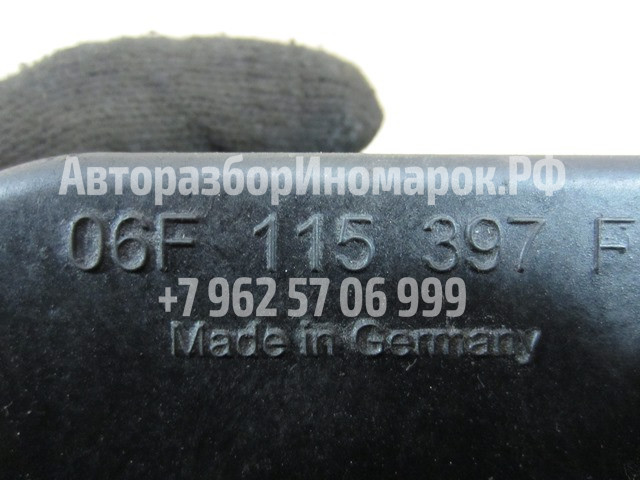 АвторазборИномарок.РФ
06F 115 397 F
+7 962 57 06 999
Made in Germany